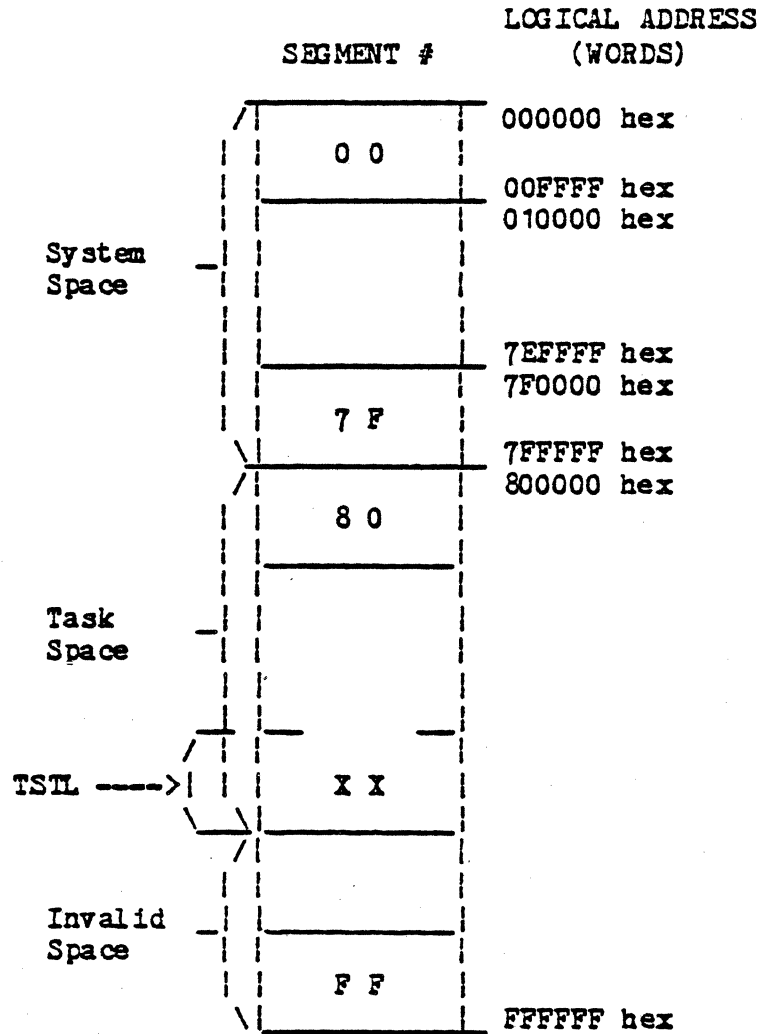 LOGICAL ADDRESS
SEGMENT # (WORDS)
000000 hex
0 0
00FFFF hex
010000 hex
System
Space
7EFFFF hex
7F0000 hex
7 F
7FFFFF hex
800000 hex
8 0
Task
Space
TSTL ---->
X X
Invalid
Space
F F
FFFFFF hex